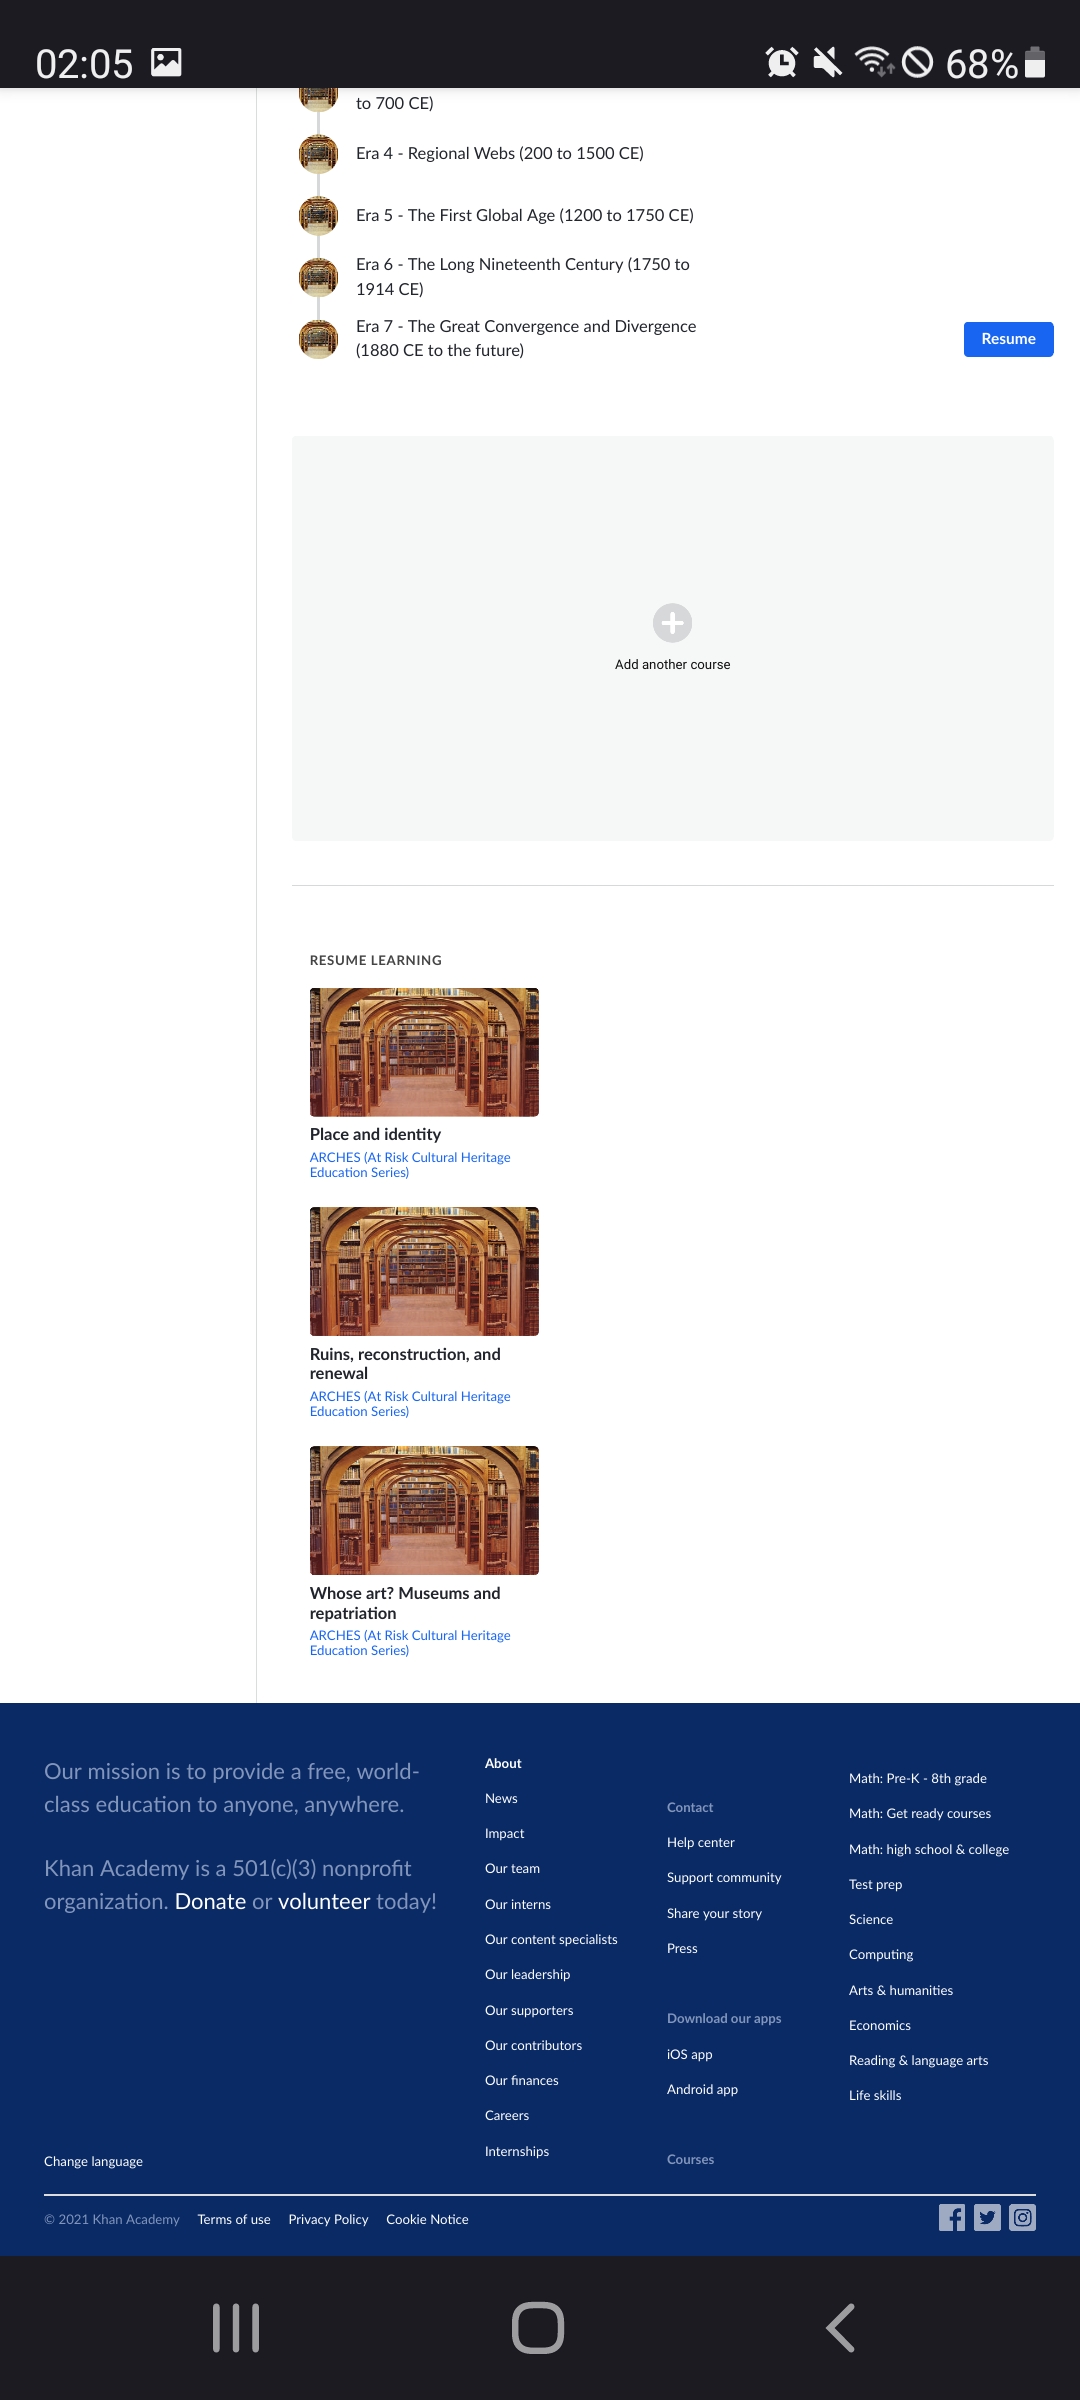 02:05
68%
to 700 CE)
Era 4 - Regional Webs (200 to 1500 CE)
Era 5 - The First Global Age (1200 to 1750 CE)
Era 6 - The Long Nineteenth Century (1750 to
1914 CE)
Era 7 - The Great Convergence and Divergence
(1880 CE to the future)
Resume
Add another course
RESUME LEARNING
Place and identity
ARCHES (At Risk Cultural Heritage
Education Series)
Ruins, reconstruction, and
renewal
ARCHES (At Risk Cultural Heritage
Education Series)
Whose art? Museums and
repatriation
ARCHES (At Risk Cultural Heritage
Education Series)
Our mission is to provide a free, world-
class education to anyone, anywhere.
Khan Academy is a 501(c)(3) nonprofit
organization. Donate or volunteer today!
Change language
About
News
Impact
Our team
Our interns
Our content specialists
Our leadership
Our supporters
Our contributors
Our finances
Careers
Internships
Contact
Help center
Support community
Share your story
Press
Download our apps
iOS app
Android app
Courses
Math: Pre-K - 8th grade
Math: Get ready courses
Math: high school & college
Test prep
Science
Computing
Arts & humanities
Economics
Reading & language arts
Life skills
© 2021 Khan Academy Terms of use Privacy Policy Cookie Notice